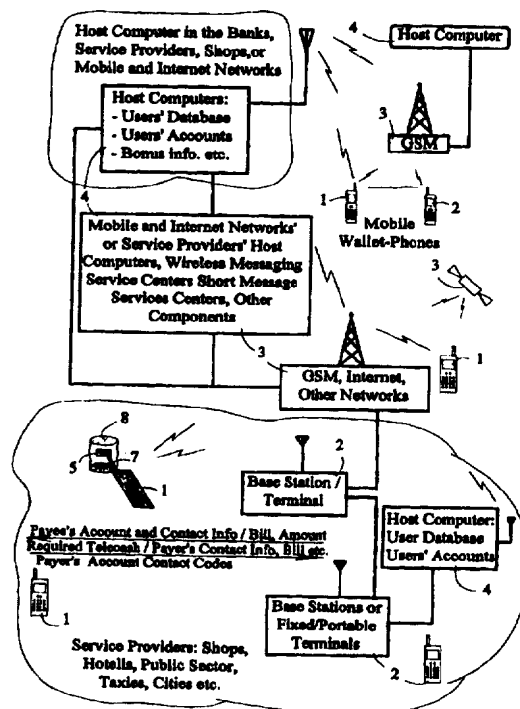 Host Computer in the Banks,
Service Providers, Shops,or
Mobile and Internet Networks
4
Host Computer
Host Computers:
- Users' Database
- Users' Accounts
- Bonus info. etc.
3
GSM
4
1
2
Mobile
Wallet-Phones
Mobile and Internet Networks'
or Service Providers' Host
Computers, Wireless Messaging
Service Centers Short Message
Services Centers, Other
Components
3
3
1
GSM, Internet,
Other Networks
8
5
7
1
2
Base Station /
Terminal
Host Computer:
User Database
Users' Accounts
4
Payee's Account and Contact Info / Bill, Amount
Required Telecash / Payer's Contact Info, Bill etc.
Payer's Account Contact Codes
1
Base Stations or
Fixed/Portable
Terminals
2
Service Providers: Shops,
Hotells, Public Sector,
Taxies, Cities etc.